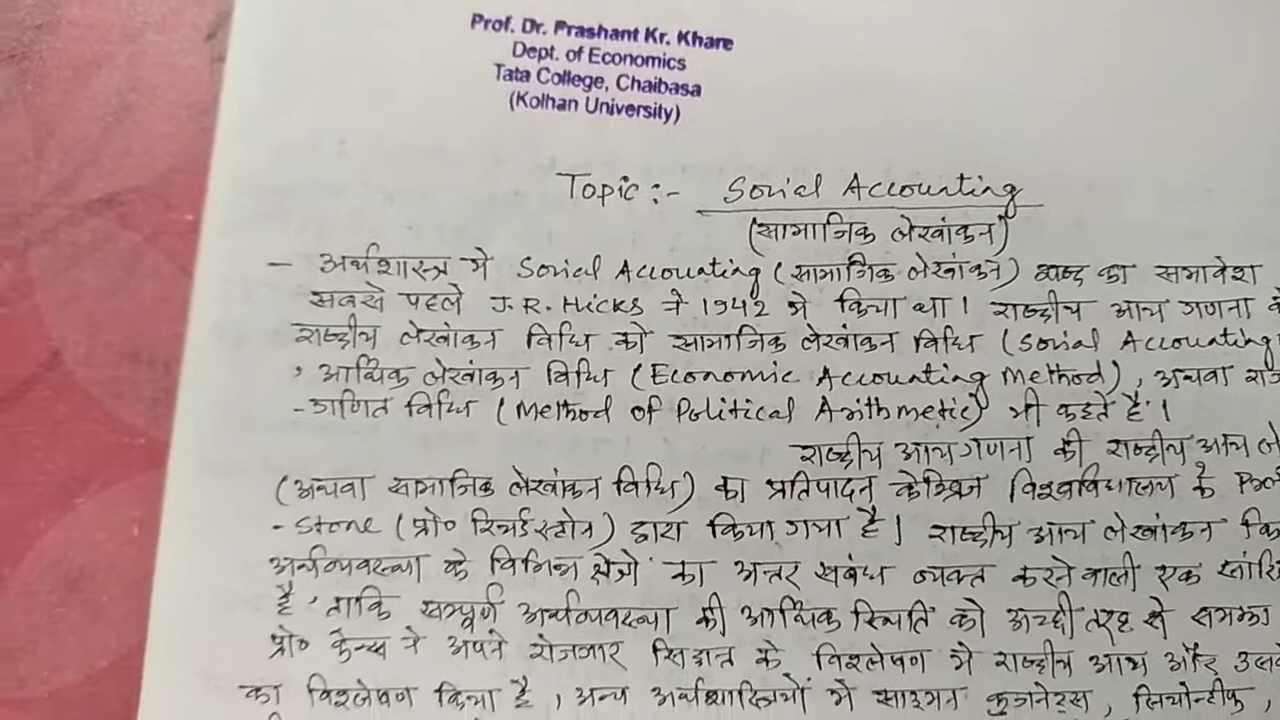 Prof. Dr. Prashant Kr. Khare
Dept. of Economics
Tata College, Chaibasa
(Kolhan University)
Topic :- Social Accounting
(सामाजिक लेखांकन)
- अर्थशास्त्र मे Social Accounting (सामाजिक लेखांकन) शब्द का समावेश
सबसे पहले J.R. Hicks ने 1942 मे किया था। राष्ट्रीय आय गणना
राष्ट्रीय लेखांकन विधि को सामाजिक लेखांकन विधि (Social Accounting
, आर्थिक लेखांकन विधि (Economic Accounting Method), अथवा
-गणित विधि (Method of Political Arithmetic) भी कहते है।
राष्ट्रीय आय गणना की राष्ट्रीय आय
(अथवा सामाजिक लेखांकन विधि) का प्रतिपादन केम्ब्रिज विश्वविद्यालय के
- Stone (प्रो० रिचर्ड स्टोन) द्वारा किया गया है। राष्ट्रीय आय लेखांकन
अर्थव्यवस्था के विभिन्न क्षेत्रो का अन्तर संबंध व्यक्त करने वाली एक
है, ताकि सम्पूर्ण अर्थव्यवस्था की आर्थिक स्थिति को अच्छी तरह से समझा
प्रो० केन्स ने अपने रोजगार सिद्धान्त के विश्लेषण मे राष्ट्रीय आय और
का विश्लेषण किया है, अन्य अर्थशास्त्रियों मे साइमन कुजनेट्स, लियोन्टीफ,